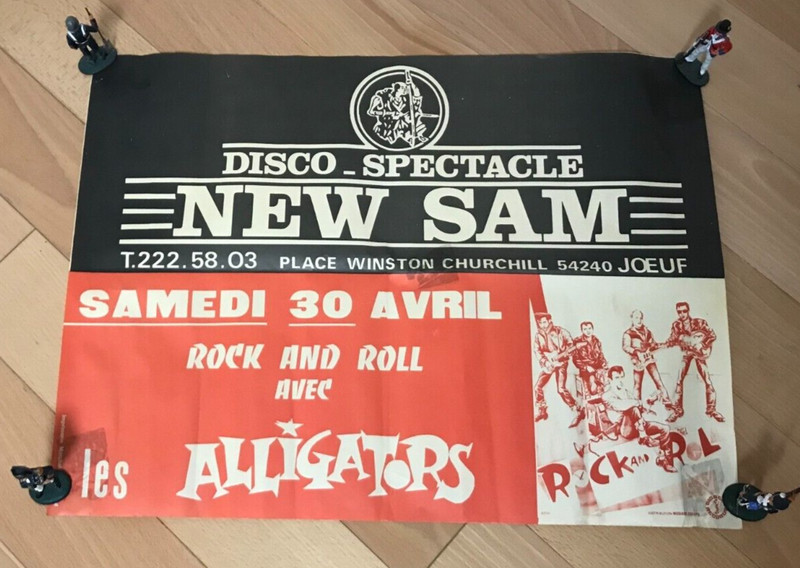 DISCO - SPECTACLE
NEW SAM
T.222.58.03 PLACE WINSTON CHURCHILL 54240 JOEUF
SAMEDI 30 AVRIL
ROCK AND ROLL
AVEC
les ALLiGATORS
ROCK AND ROL